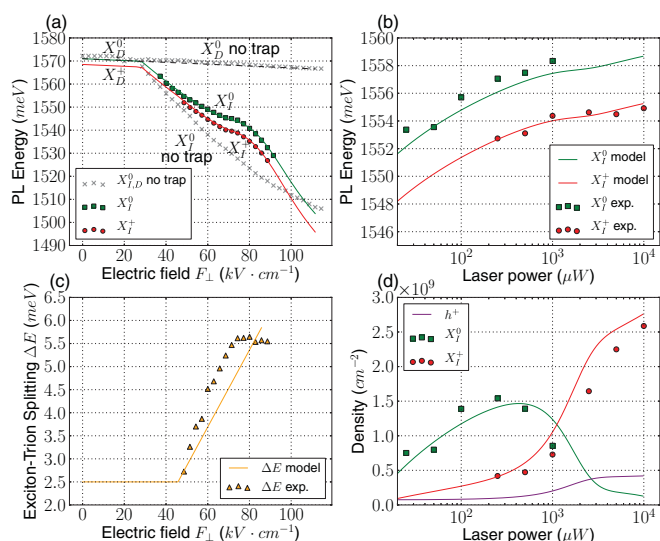 (a)
1580
1570
1560
1550
1540
1530
1520
1510
1500
1490
PL Energy (meV)
X_D^0
X_D^0 no trap
X_D^+
X_I^0
X_I^0
no trap
X_I^+
X_{I,D}^0 no trap
X_I^0
X_I^+
0 20 40 60 80 100
Electric field F_⊥ (kV · cm^{-1})
(b)
1560
1558
1556
1554
1552
1550
1548
1546
PL Energy (meV)
X_I^0 model
X_I^+ model
X_I^0 exp.
X_I^+ exp.
10^2 10^3 10^4
Laser power (μW)
(c)
6.5
6.0
5.5
5.0
4.5
4.0
3.5
3.0
2.5
2.0
Exciton-Trion Splitting ΔE (meV)
ΔE model
ΔE exp.
0 20 40 60 80 100
Electric field F_⊥ (kV · cm^{-1})
(d)
×10^9
3.0
2.5
2.0
1.5
1.0
0.5
0.0
Density (cm^{-2})
h^+
X_I^0
X_I^+
10^2 10^3 10^4
Laser power (μW)